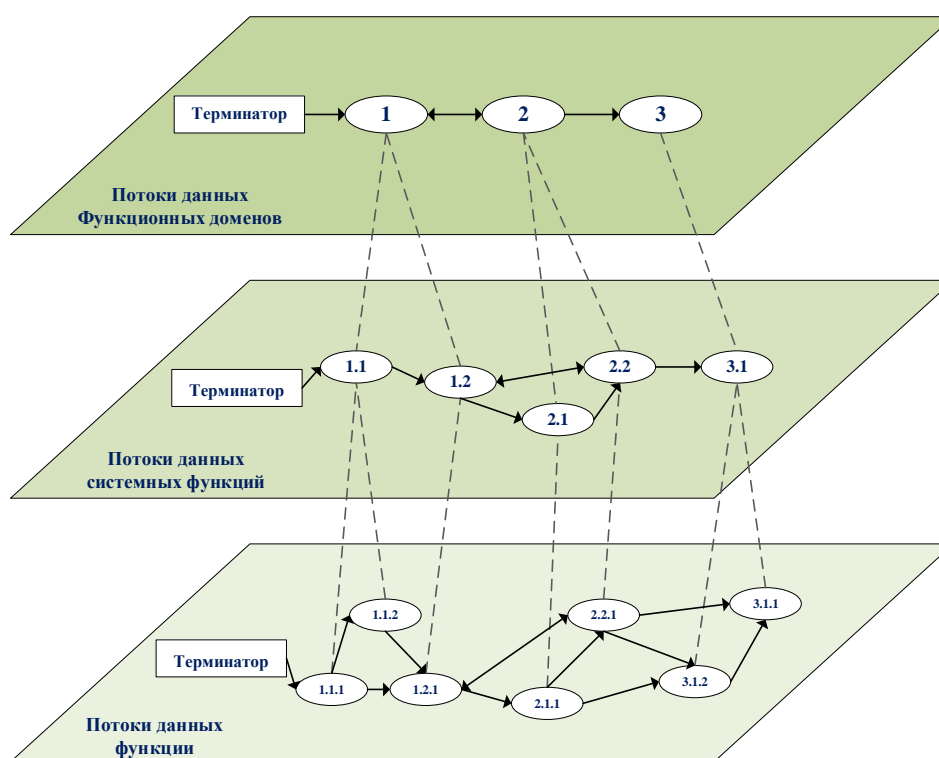 Терминатор
1
2
3
Потоки данных
Функционных доменов
1.1
1.2
2.2
3.1
Терминатор
2.1
Потоки данных
системных функций
1.1.2
2.2.1
3.1.1
Терминатор
1.1.1
1.2.1
2.1.1
3.1.2
Потоки данных
функции